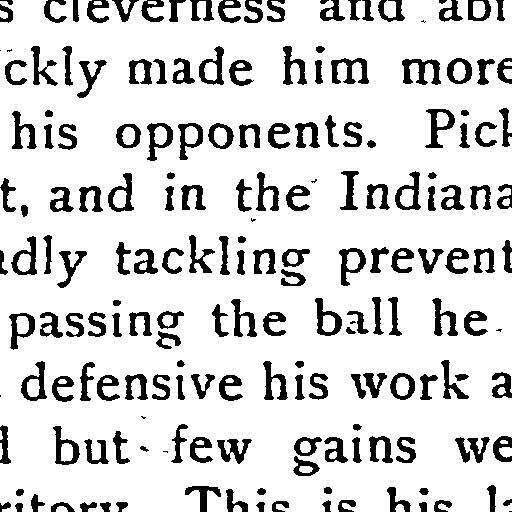 s cleverness and abi
ckly made him more
his opponents. Pick
t, and in the Indiana
adly tackling prevent
passing the ball he
defensive his work a
d but few gains we
ritory. This is his la